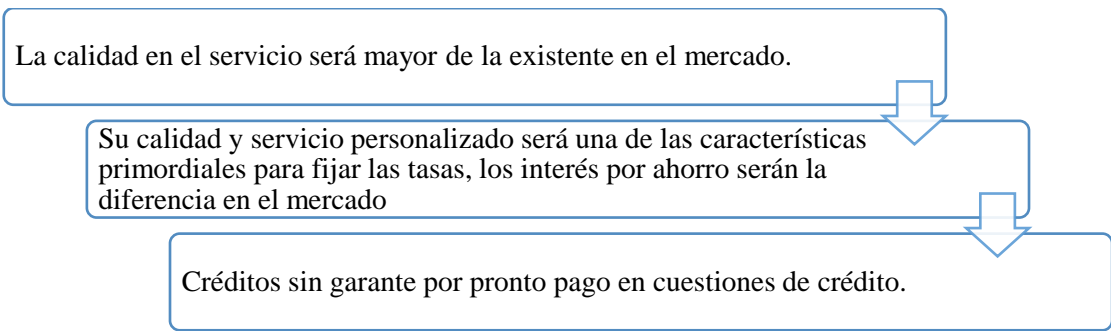 La calidad en el servicio será mayor de la existente en el mercado.
Su calidad y servicio personalizado será una de las características
primordiales para fijar las tasas, los interés por ahorro serán la
diferencia en el mercado
Créditos sin garante por pronto pago en cuestiones de crédito.